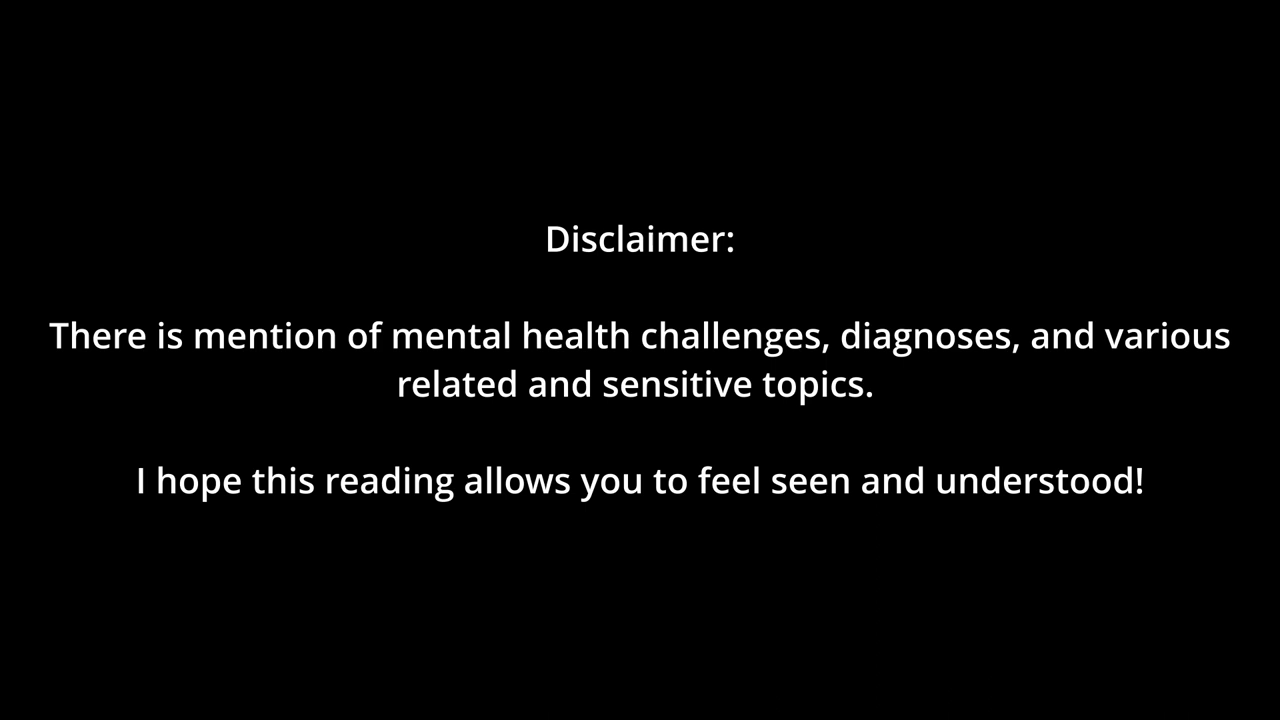 Disclaimer:
There is mention of mental health challenges, diagnoses, and various
related and sensitive topics.
I hope this reading allows you to feel seen and understood!